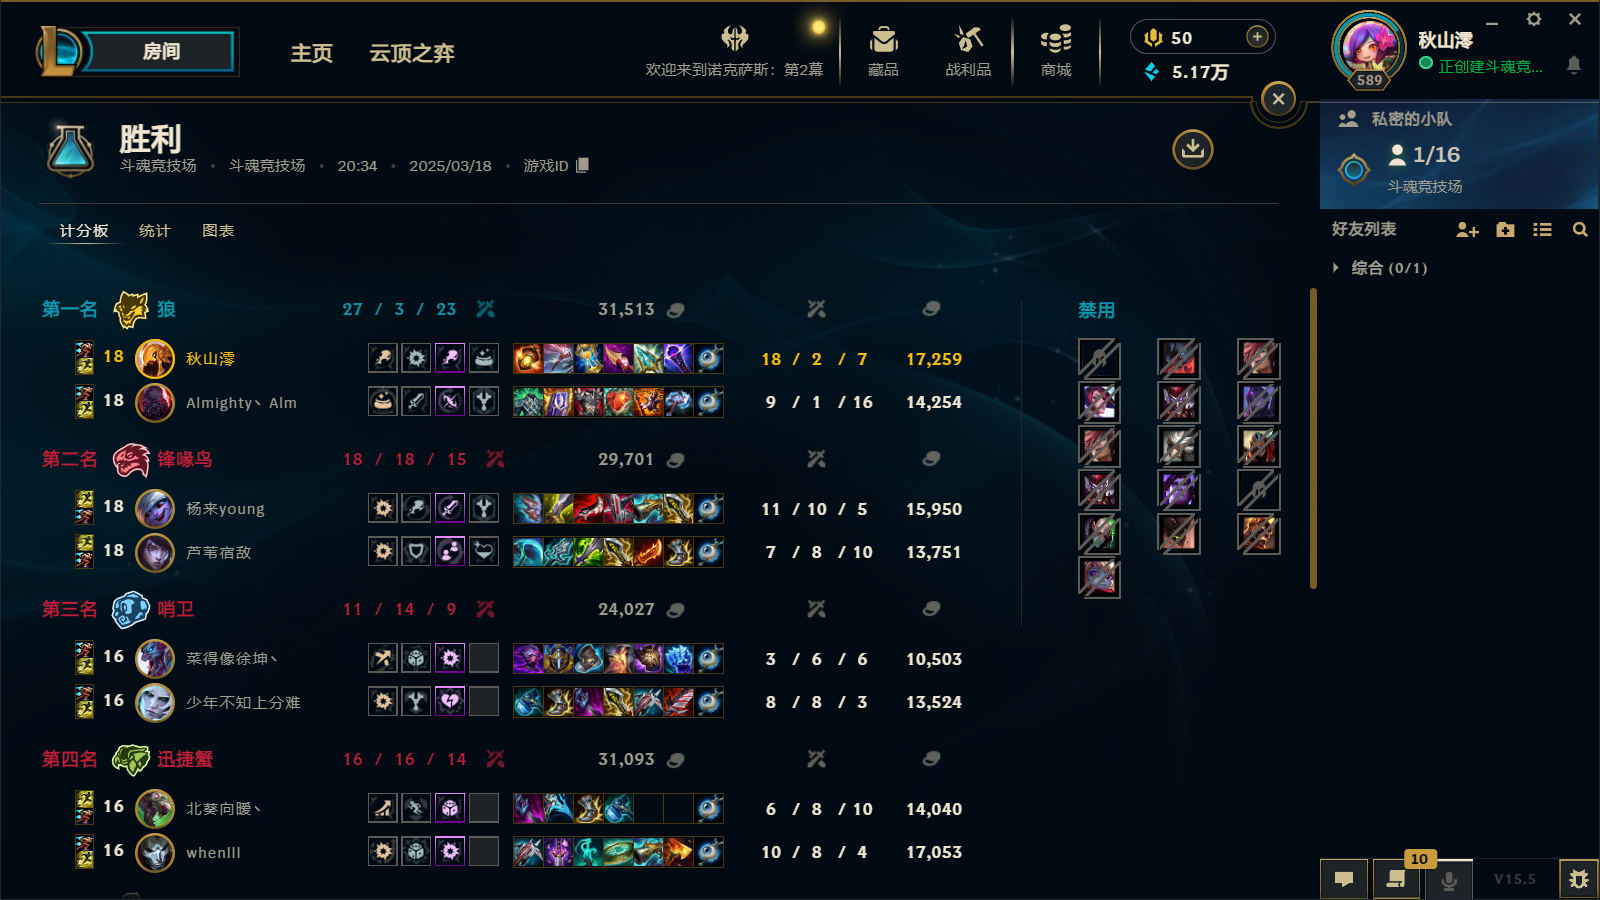 房间
主页
云顶之弈
欢迎来到诺克萨斯：第2幕
藏品
战利品
商城
50
5.17万
秋山澪
正创建斗魂竞...
589
胜利
斗魂竞技场 • 斗魂竞技场 • 20:34 • 2025/03/18 • 游戏ID
私密的小队
1/16
斗魂竞技场
计分板 统计 图表
好友列表
综合 (0/1)
第一名 狼 27 / 3 / 23 31,513
18 秋山澪 18 / 2 / 7 17,259
18 Almighty丶Alm 9 / 1 / 16 14,254
第二名 锋喙鸟 18 / 18 / 15 29,701
18 杨来young 11 / 10 / 5 15,950
18 芦苇宿敌 7 / 8 / 10 13,751
第三名 哨卫 11 / 14 / 9 24,027
16 菜得像徐坤丶 3 / 6 / 6 10,503
16 少年不知上分难 8 / 8 / 3 13,524
第四名 迅捷蟹 16 / 16 / 14 31,093
16 北葵向暧丶 6 / 8 / 10 14,040
16 whenlll 10 / 8 / 4 17,053
禁用
10
V15.5